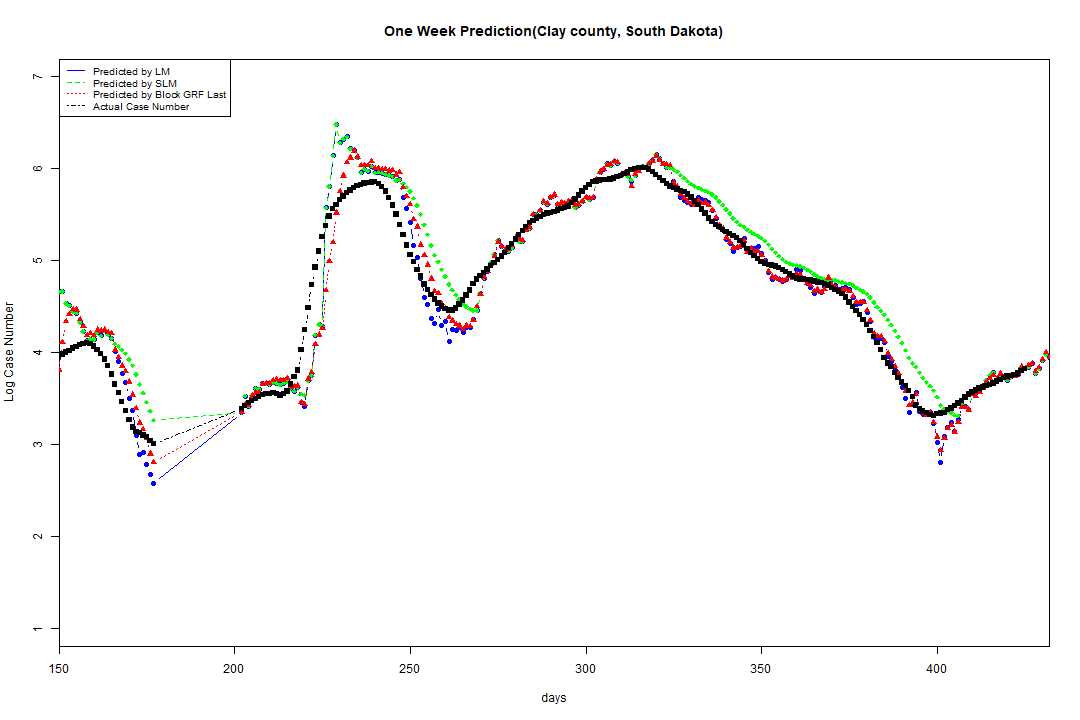 One Week Prediction(Clay county, South Dakota)
Predicted by LM
Predicted by SLM
Predicted by Block GRF Last
Actual Case Number
7
6
5
4
3
2
1
Log Case Number
150 200 250 300 350 400
days